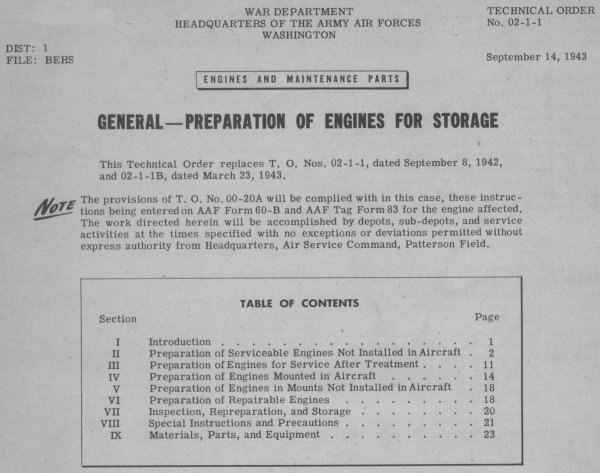 WAR DEPARTMENT
HEADQUARTERS OF THE ARMY AIR FORCES
WASHINGTON
TECHNICAL ORDER
No. 02-1-1
DIST: 1
FILE: BEHS
September 14, 1943
ENGINES AND MAINTENANCE PARTS
GENERAL—PREPARATION OF ENGINES FOR STORAGE
This Technical Order replaces T. O. Nos. 02-1-1, dated September 8, 1942,
and 02-1-1B, dated March 23, 1943.
NOTE The provisions of T. O. No. 00-20A will be complied with in this case, these instruc-
tions being entered on AAF Form 60-B and AAF Tag Form 83 for the engine affected.
The work directed herein will be accomplished by depots, sub-depots, and service
activities at the times specified with no exceptions or deviations permitted without
express authority from Headquarters, Air Service Command, Patterson Field.
TABLE OF CONTENTS
Section Page
I Introduction . . . . . . . . . . . . . . . . . 1
II Preparation of Serviceable Engines Not Installed in Aircraft . 2
III Preparation of Engines for Service After Treatment . . . . 11
IV Preparation of Engines Mounted in Aircraft . . . . . . 14
V Preparation of Engines in Mounts Not Installed in Aircraft . 18
VI Preparation of Repairable Engines . . . . . . . . 18
VII Inspection, Repreparation, and Storage . . . . . . . 20
VIII Special Instructions and Precautions . . . . . . . . 21
IX Materials, Parts, and Equipment . . . . . . . . . 23